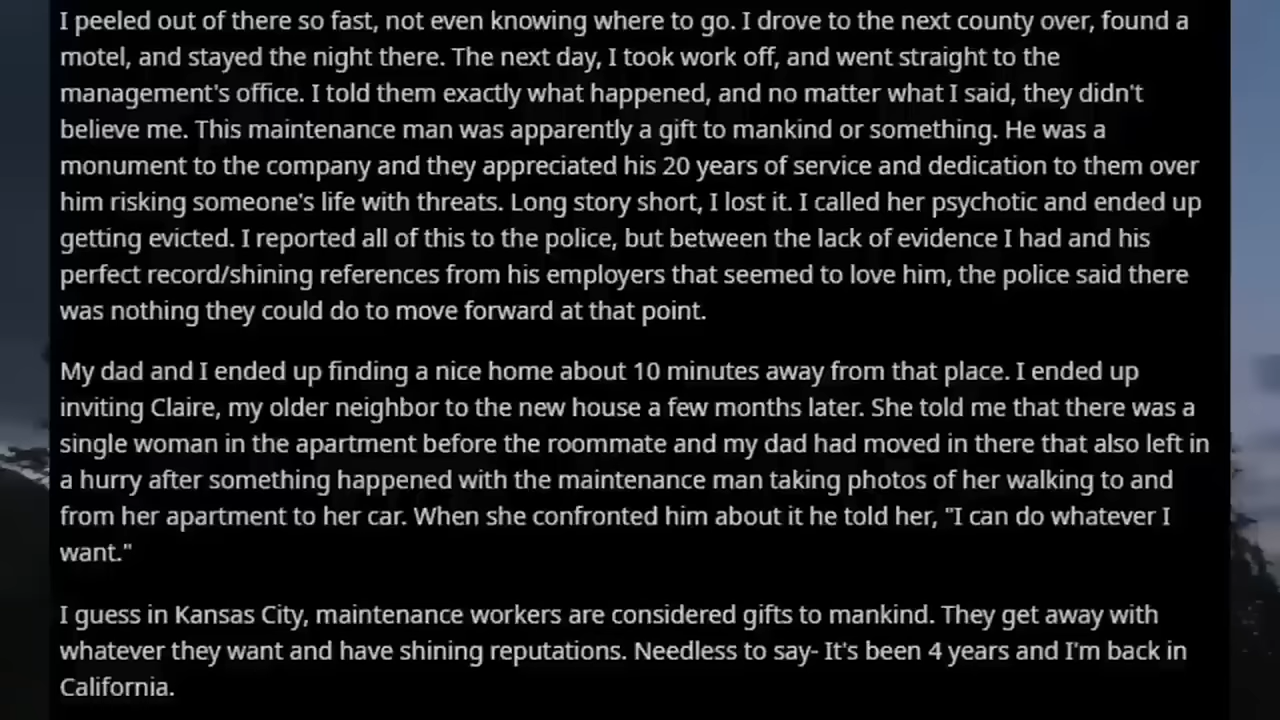 I peeled out of there so fast, not even knowing where to go. I drove to the next county over, found a
motel, and stayed the night there. The next day, I took work off, and went straight to the
management's office. I told them exactly what happened, and no matter what I said, they didn't
believe me. This maintenance man was apparently a gift to mankind or something. He was a
monument to the company and they appreciated his 20 years of service and dedication to them over
him risking someone's life with threats. Long story short, I lost it. I called her psychotic and ended up
getting evicted. I reported all of this to the police, but between the lack of evidence I had and his
perfect record/shining references from his employers that seemed to love him, the police said there
was nothing they could do to move forward at that point.
My dad and I ended up finding a nice home about 10 minutes away from that place. I ended up
inviting Claire, my older neighbor to the new house a few months later. She told me that there was a
single woman in the apartment before the roommate and my dad had moved in there that also left in
a hurry after something happened with the maintenance man taking photos of her walking to and
from her apartment to her car. When she confronted him about it he told her, "I can do whatever I
want."
I guess in Kansas City, maintenance workers are considered gifts to mankind. They get away with
whatever they want and have shining reputations. Needless to say- It's been 4 years and I'm back in
California.